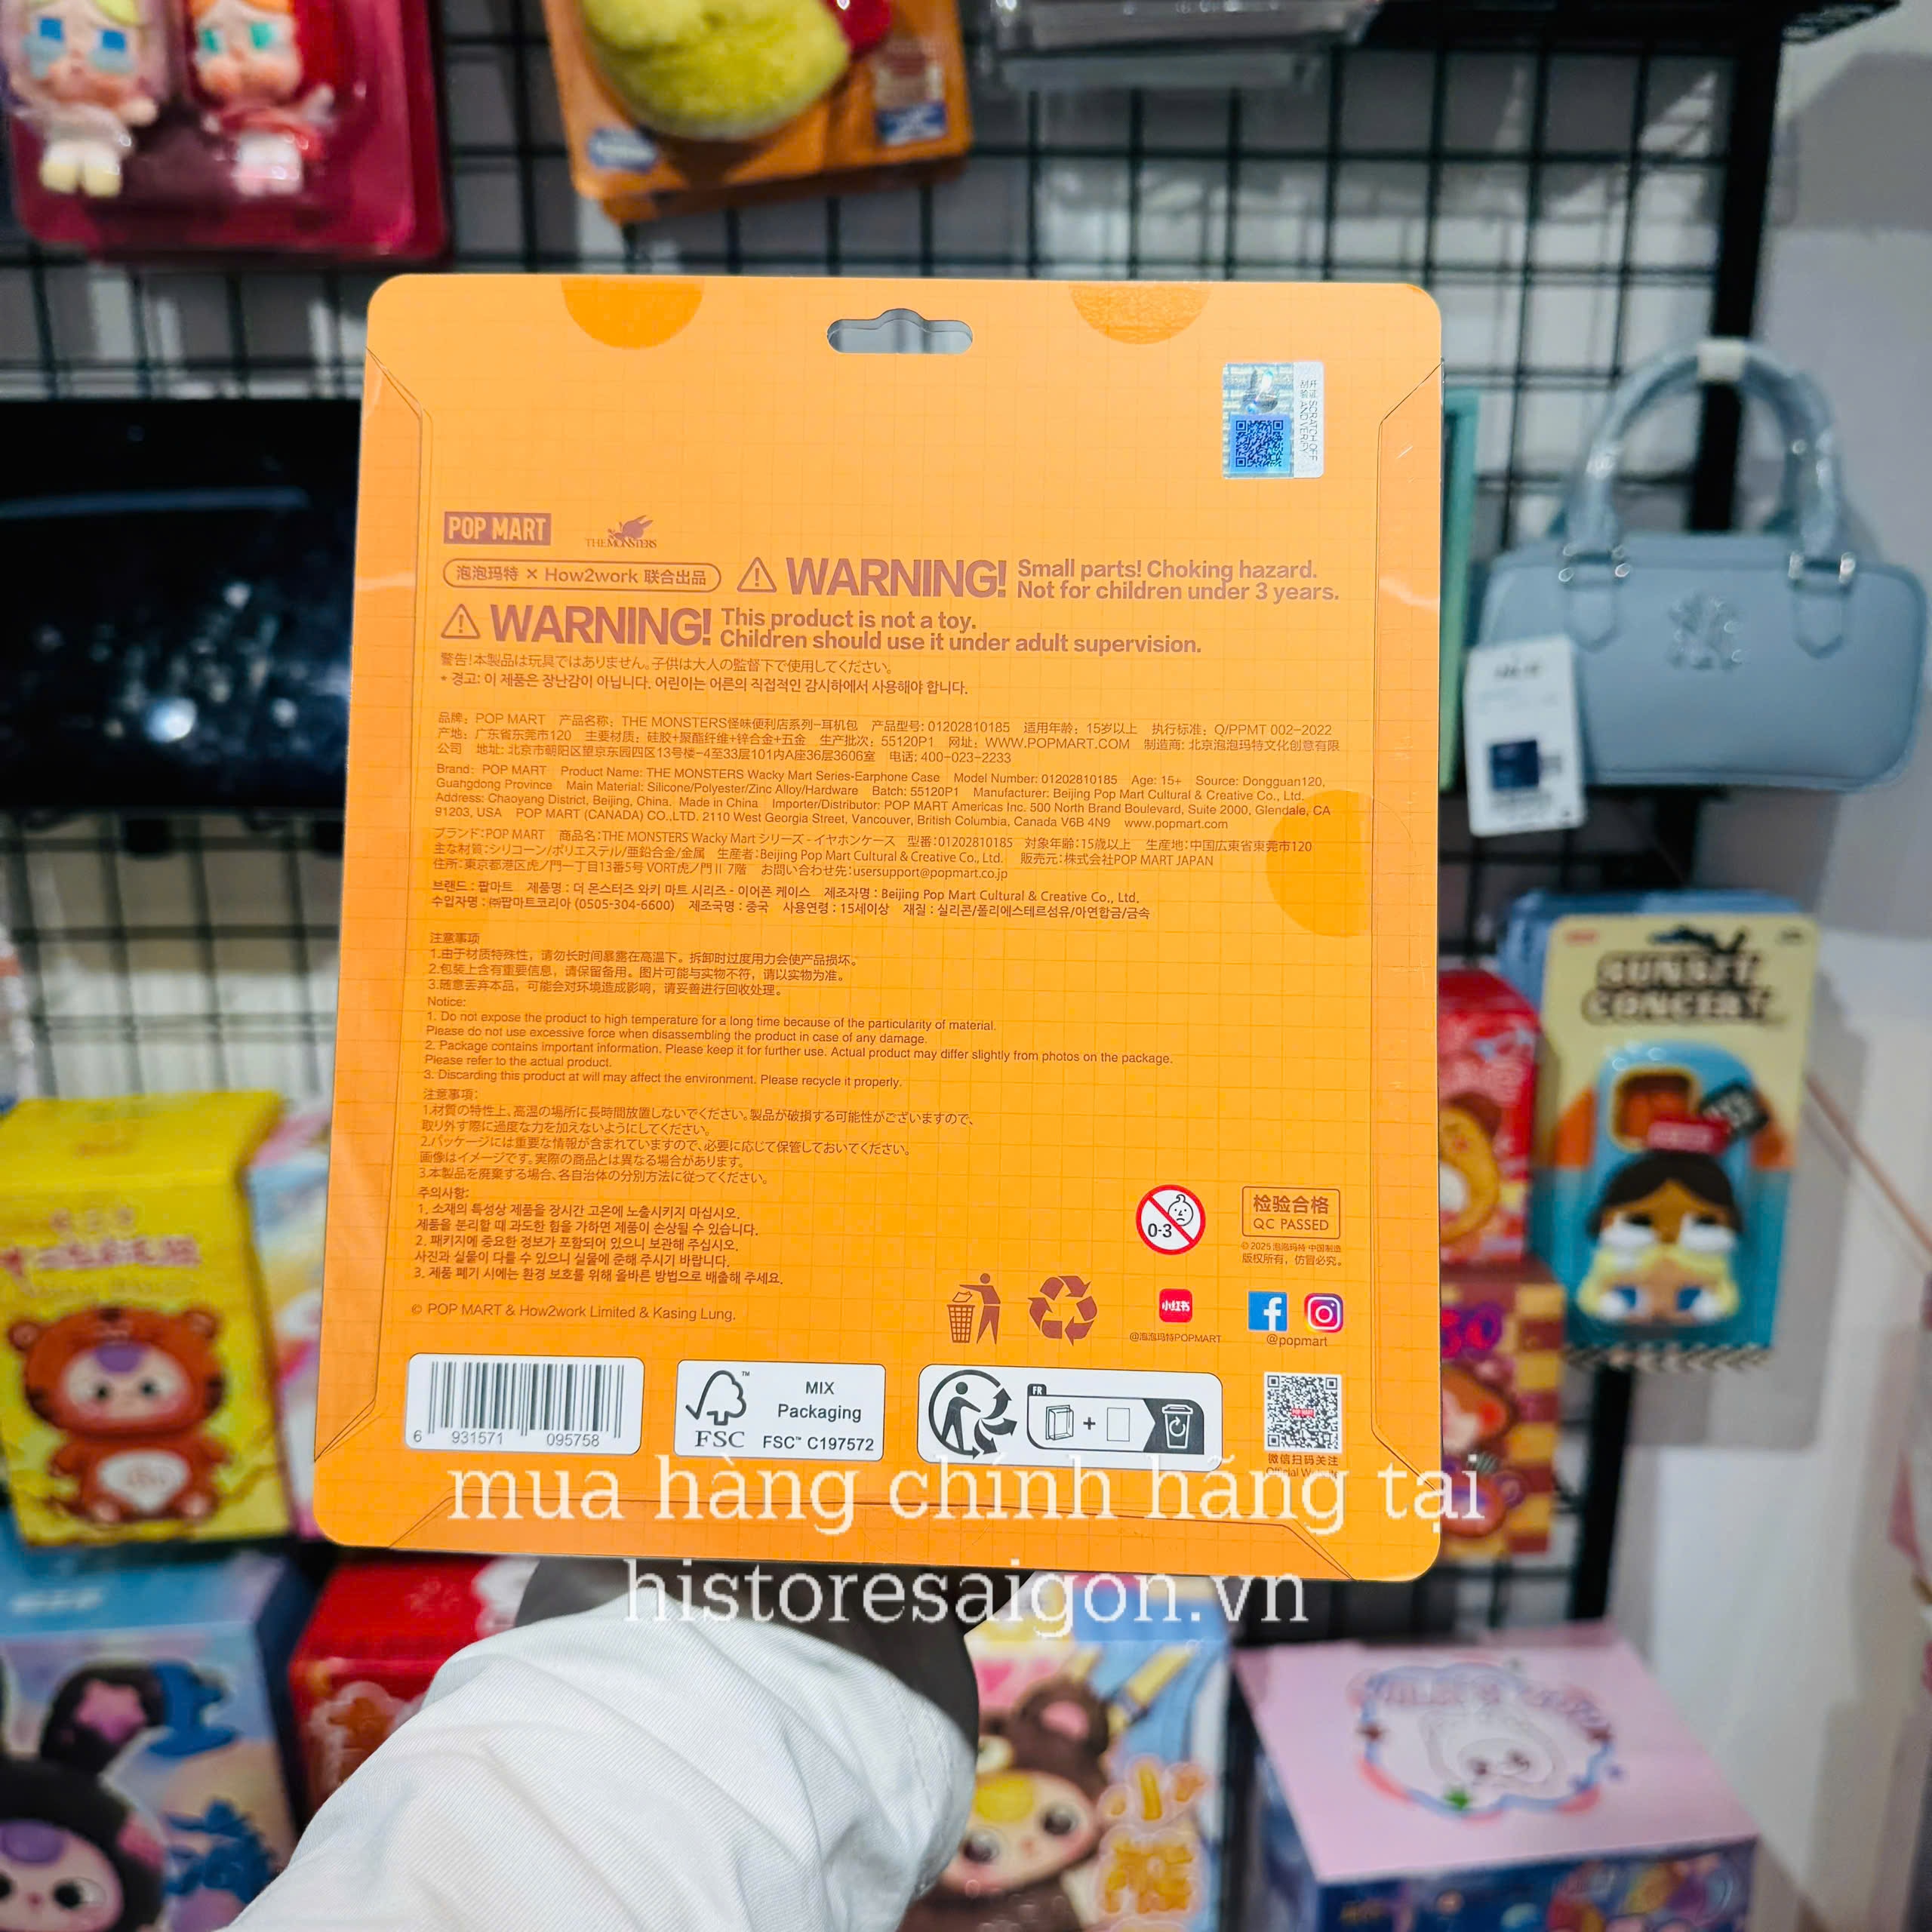 开门 SCRATCH OFF
AND VERIFY
POP MART
THE MONSTERS
泡泡玛特 × How2work 联合出品
WARNING! Small parts! Choking hazard.
Not for children under 3 years.
WARNING! This product is not a toy.
Children should use it under adult supervision.
警告!本製品は玩具ではありません。子供は大人の監督下で使用してください。
* 경고: 이 제품은 장난감이 아닙니다. 어린이는 어른의 직접적인 감시하에서 사용해야 합니다.
品牌：POP MART 产品名称：THE MONSTERS怪味便利店系列-耳机包 产品型号: 01202810185 适用年龄：15岁以上 执行标准：Q/PPMT 002-2022
产地：广东省东莞市120 主要材质：硅胶+聚酯纤维+锌合金+五金 生产批次：55120P1 网址：WWW.POPMART.COM 制造商: 北京泡泡玛特文化创意有限
公司 地址: 北京市朝阳区望京东园四区13号楼-4至33层101内A座36层3606室 电话: 400-023-2233
Brand: POP MART Product Name: THE MONSTERS Wacky Mart Series-Earphone Case Model Number: 01202810185 Age: 15+ Source: Dongguan120,
Guangdong Province Main Material: Silicone/Polyester/Zinc Alloy/Hardware Batch: 55120P1 Manufacturer: Beijing Pop Mart Cultural & Creative Co., Ltd.
Address: Chaoyang District, Beijing, China. Made in China Importer/Distributor: POP MART Americas Inc. 500 North Brand Boulevard, Suite 2000, Glendale, CA
91203, USA POP MART (CANADA) CO.,LTD. 2110 West Georgia Street, Vancouver, British Columbia, Canada V6B 4N9 www.popmart.com
ブランド:POP MART 商品名:THE MONSTERS Wacky Mart シリーズ - イヤホンケース 型番:01202810185 対象年齢:15歳以上 生産地:中国広東省東莞市120
主な材質:シリコーン/ポリエステル/亜鉛合金/金属 生産者:Beijing Pop Mart Cultural & Creative Co., Ltd. 販売元:株式会社POP MART JAPAN
住所:東京都港区虎ノ門一丁目13番5号 VORT虎ノ門Ⅱ 7階 お問い合わせ先:usersupport@popmart.co.jp
브랜드 : 팝마트 제품명 : 더 몬스터즈 와키 마트 시리즈 - 이어폰 케이스 제조자명 : Beijing Pop Mart Cultural & Creative Co., Ltd.
수입자명 : ㈜팝마트코리아 (0505-304-6600) 제조국명 : 중국 사용연령 : 15세이상 재질 : 실리콘/폴리에스테르섬유/아연합금/금속
注意事项
1.由于材质特殊性，请勿长时间暴露在高温下。拆卸时过度用力会使产品损坏。
2.包装上含有重要信息，请保留备用。图片可能与实物不符，请以实物为准。
3.随意丢弃本品，可能会对环境造成影响，请妥善进行回收处理。
Notice:
1. Do not expose the product to high temperature for a long time because of the particularity of material.
Please do not use excessive force when disassembling the product in case of any damage.
2. Package contains important information. Please keep it for further use. Actual product may differ slightly from photos on the package.
Please refer to the actual product.
3. Discarding this product at will may affect the environment. Please recycle it properly.
注意事項:
1.材質の特性上、高温の場所に長時間放置しないでください。製品が破損する可能性がございますので、
取り外す際に過度な力を加えないようにしてください。
2.パッケージには重要な情報が含まれていますので、必要に応じて保管しておいてください。
画像はイメージです。実際の商品とは異なる場合があります。
3.本製品を廃棄する場合、各自治体の分別方法に従ってください。
주의사항:
1. 소재의 특성상 제품을 장시간 고온에 노출시키지 마십시오.
제품을 분리할 때 과도한 힘을 가하면 제품이 손상될 수 있습니다.
2. 패키지에 중요한 정보가 포함되어 있으니 보관해 주십시오.
사진과 실물이 다를 수 있으니 실물에 준해 주시기 바랍니다.
3. 제품 폐기 시에는 환경 보호를 위해 올바른 방법으로 배출해 주세요.
© POP MART & How2work Limited & Kasing Lung.
0-3
检验合格
QC PASSED
© 2025 泡泡玛特 中国制造
版权所有，仿冒必究。
小红书
@泡泡玛特POPMART
@popmart
6 931571 095758
FSC
MIX
Packaging
FSC™ C197572
FR
微信扫码关注
Official Website
SUNSET
CONCERT
mua hàng chính hãng tại
historesaigon.vn